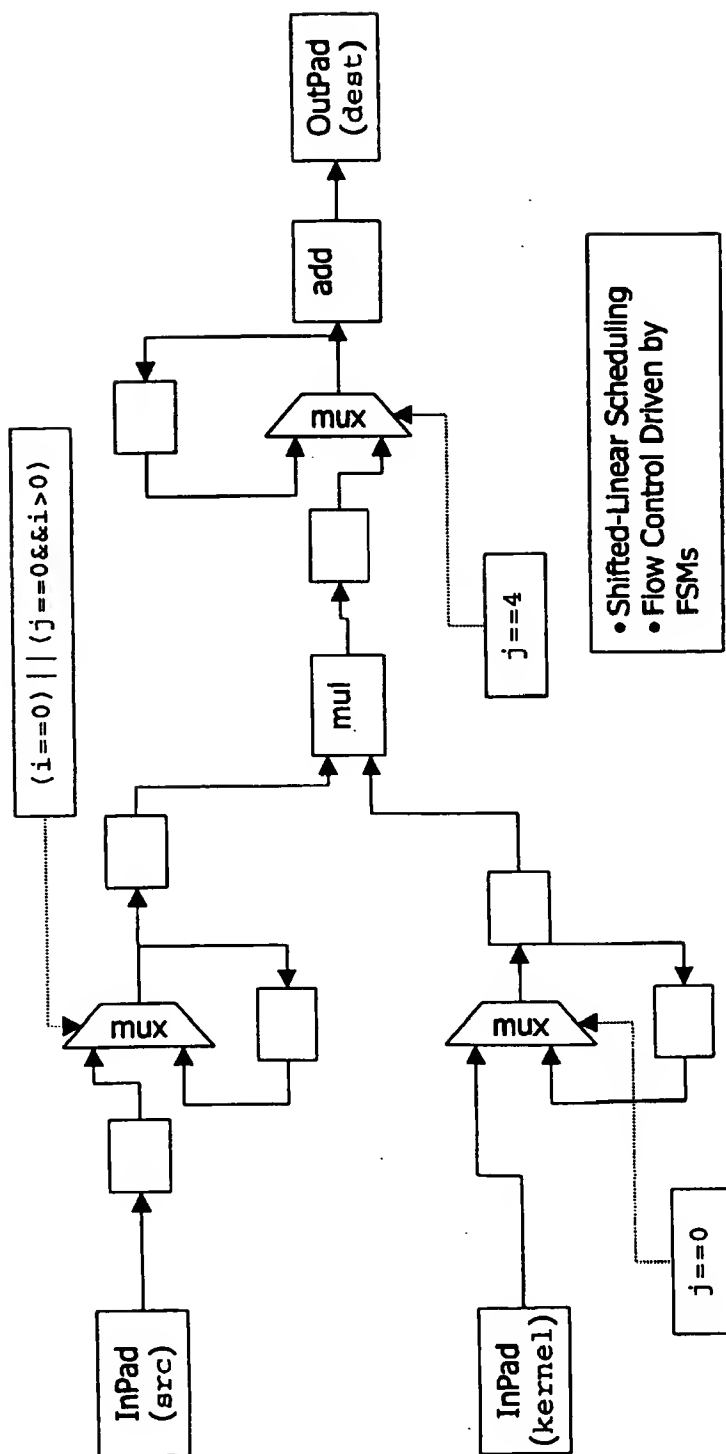 InPad
(src)
InPad
(kernel)
(i==0) || (j==0&&i>0)
mux
mux
j==0
mul
j==4
mux
add
OutPad
(dest)
• Shifted-Linear Scheduling
• Flow Control Driven by
FSMs